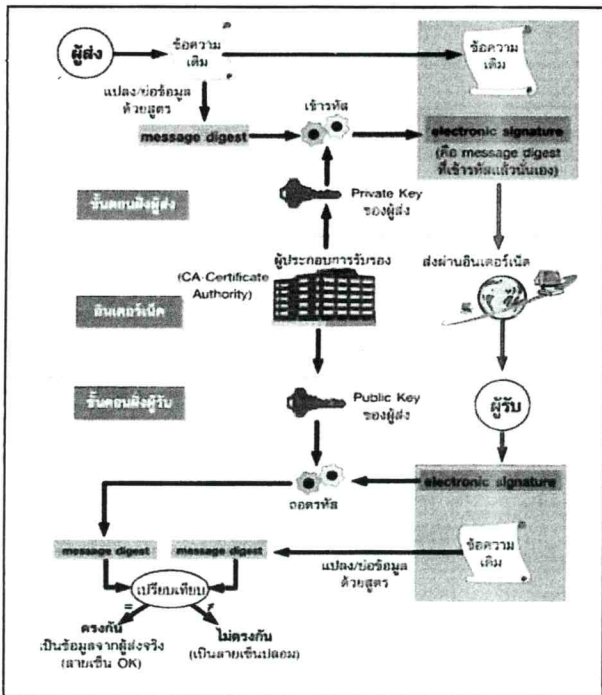 ผู้ส่ง
ข้อความ
เดิม
ข้อความ
เดิม
แปลง/ย่อข้อมูล
ด้วยสูตร
เข้ารหัส
message digest
electronic signature
(คือ message digest
ที่เข้ารหัสแล้วนั่นเอง)
ขั้นตอนฝั่งผู้ส่ง
Private Key
ของผู้ส่ง
ผู้ประกอบการรับรอง
(CA-Certificate
Authority)
ส่งผ่านอินเตอร์เน็ต
อินเตอร์เน็ต
ขั้นตอนฝั่งผู้รับ
Public Key
ของผู้ส่ง
ผู้รับ
electronic signature
ถอดรหัส
message digest
message digest
แปลง/ย่อข้อมูล
ด้วยสูตร
ข้อความ
เดิม
เปรียบเทียบ
=
≠
ตรงกัน
เป็นข้อมูลจากผู้ส่งจริง
(ลายเซ็น OK)
ไม่ตรงกัน
(เป็นลายเซ็นปลอม)